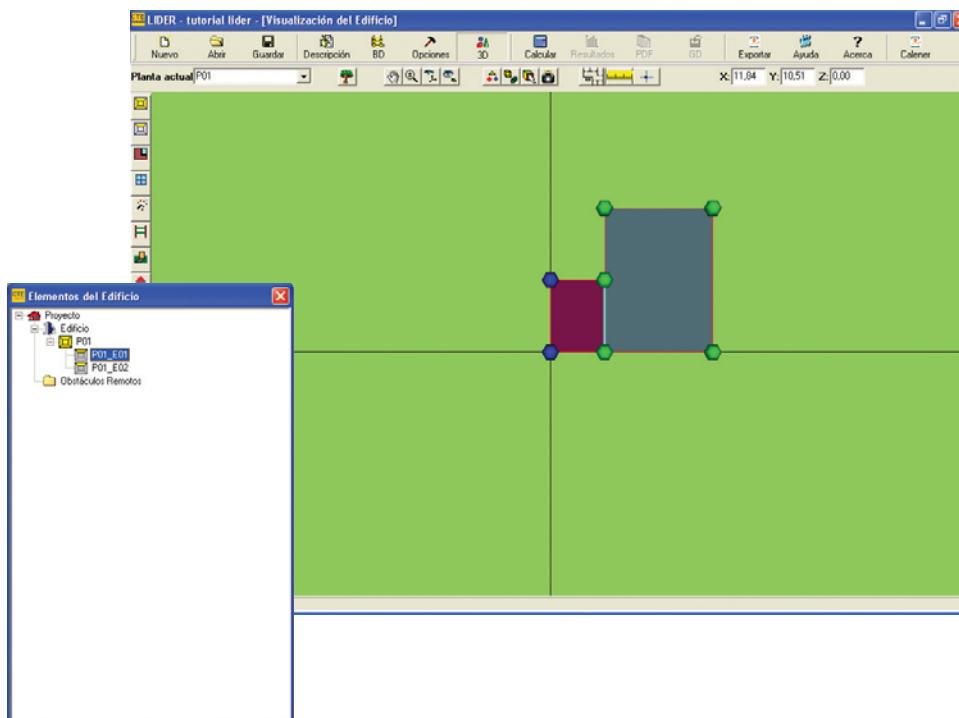 CTE LIDER - tutorial lider - [Visualización del Edificio]
Nuevo Abrir Guardar Descripción BD Opciones 3D Calcular Resultados PDF GD Exportar Ayuda Acerca Calener
Planta actual P01 X: 11,84 Y: 10,51 Z: 0,00
CTE Elementos del Edificio
Proyecto
Edificio
P01
P01_E01
P01_E02
Obstáculos Remotos